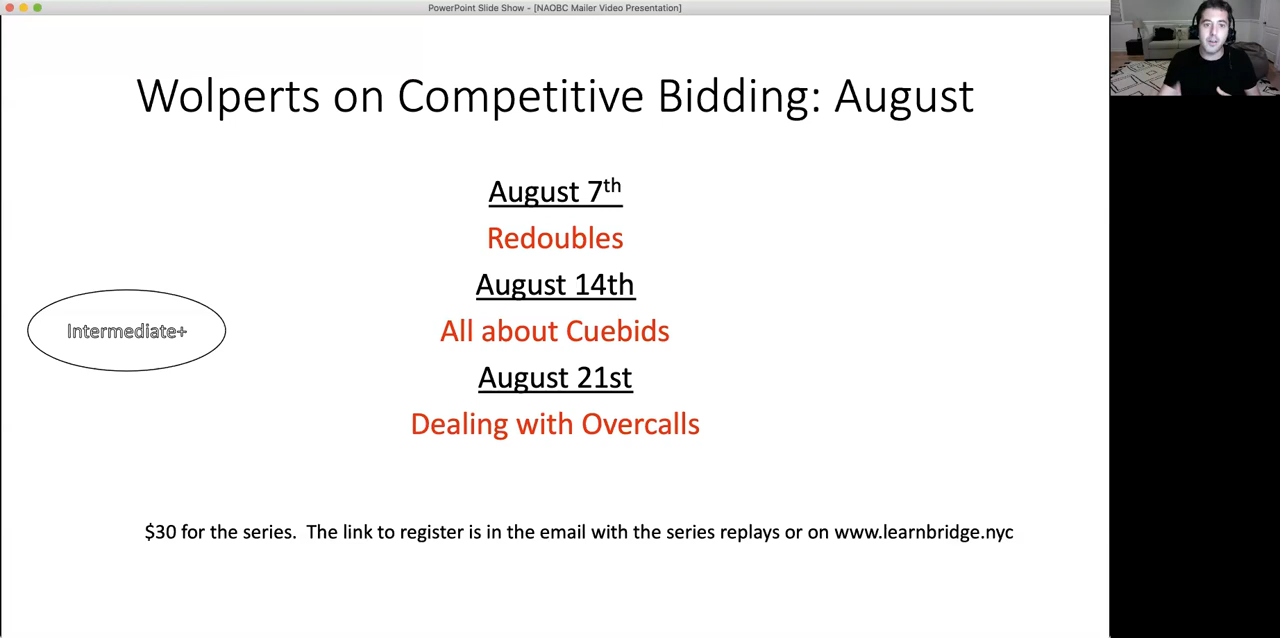 PowerPoint Slide Show - [NAOBC Mailer Video Presentation]
Wolperts on Competitive Bidding: August
August 7th
Redoubles
August 14th
Intermediate+
All about Cuebids
August 21st
Dealing with Overcalls
$30 for the series. The link to register is in the email with the series replays or on www.learnbridge.nyc